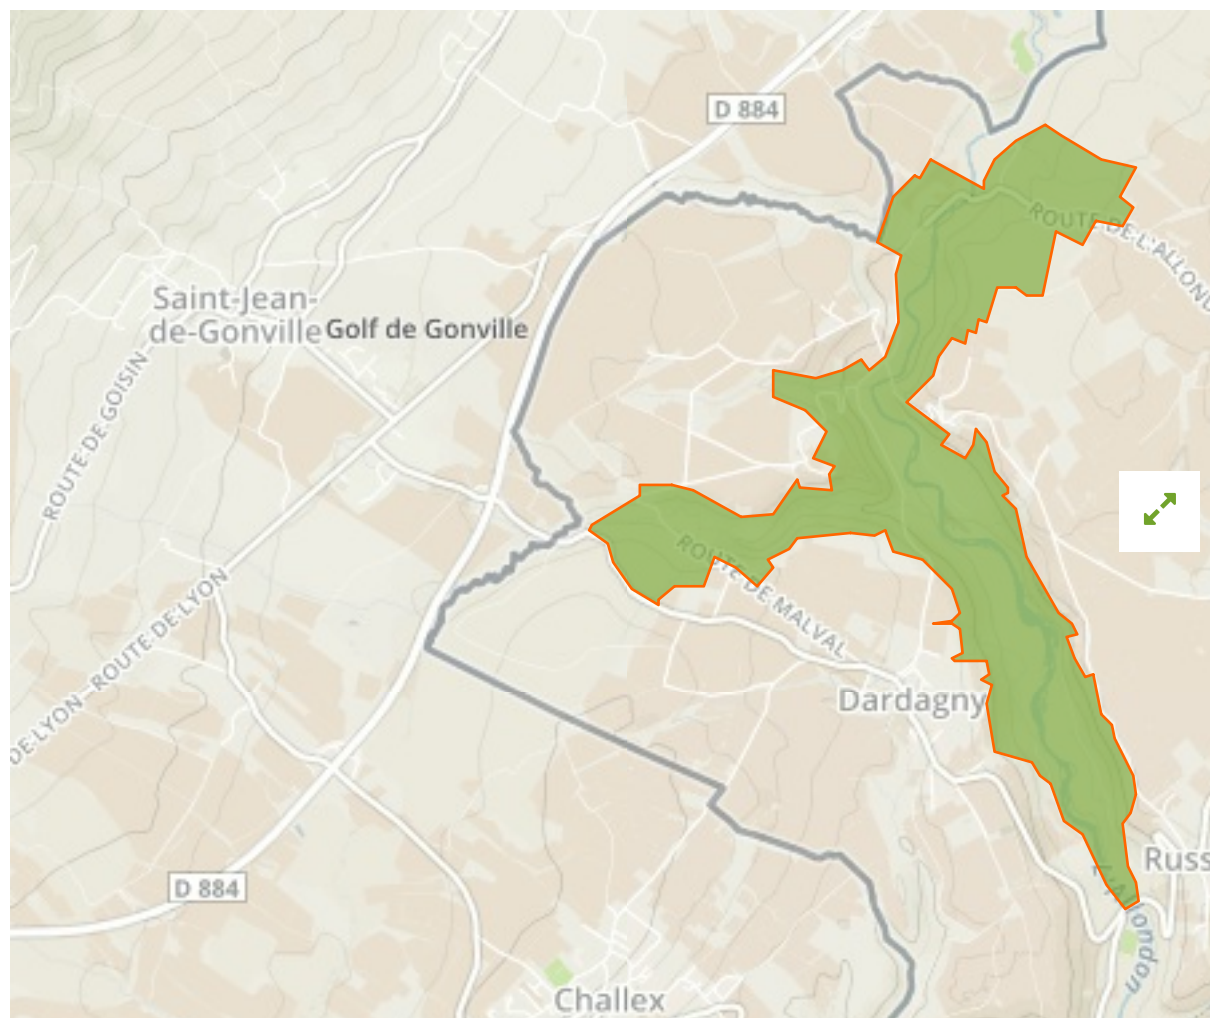 D 884
ROUTE DE L'ALLOND
Saint-Jean-
de-Gonville
Golf de Gonville
ROUTE DE GOISIN
ROUTE DE MALVAL
DE LYON
ROUTE DE LYON
Dardagny
Russ
D 884
L'Allondon
Challex